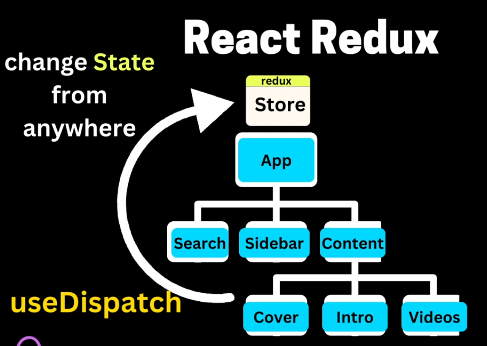 React Redux
change State
from
anywhere
redux
Store
App
Search Sidebar Content
useDispatch
Cover Intro Videos